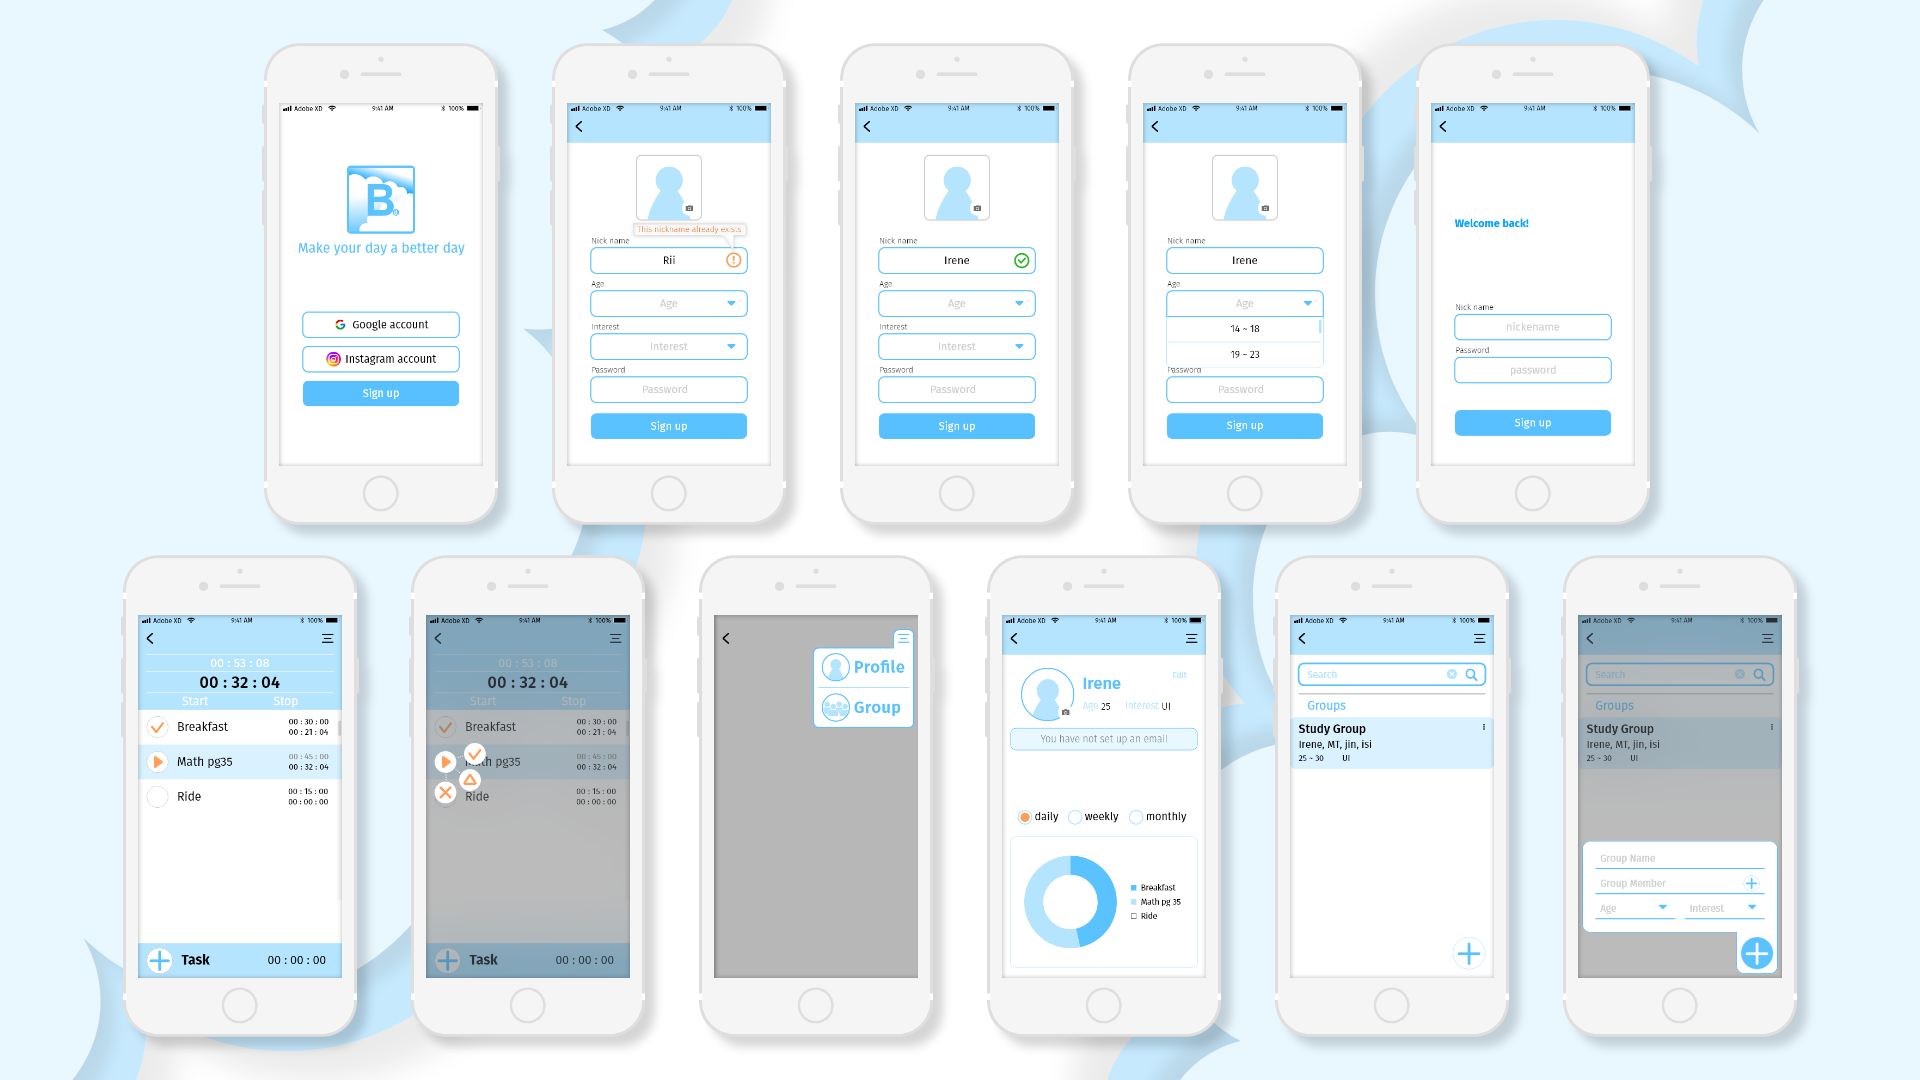 Adobe XD 9:41 AM 100%
B.
Make your day a better day
Google account
Instagram account
Sign up
Adobe XD 9:41 AM 100%
This nickname already exists
Nick name
Rii
Age
Age
Interest
Interest
Password
Password
Sign up
Adobe XD 9:41 AM 100%
Nick name
Irene
Age
Age
Interest
Interest
Password
Password
Sign up
Adobe XD 9:41 AM 100%
Nick name
Irene
Age
Age
14 ~ 18
19 ~ 23
Password
Password
Sign up
Adobe XD 9:41 AM 100%
Welcome back!
Nick name
nickename
Password
password
Sign up
Adobe XD 9:41 AM 100%
00 : 53 : 08
00 : 32 : 04
Start Stop
Breakfast 00 : 30 : 00
00 : 21 : 04
Math pg35 00 : 45 : 00
00 : 32 : 04
Ride 00 : 15 : 00
00 : 00 : 00
Task 00 : 00 : 00
Adobe XD 9:41 AM 100%
00 : 53 : 08
00 : 32 : 04
Start Stop
Breakfast 00 : 30 : 00
00 : 21 : 04
Math pg35 00 : 45 : 00
00 : 32 : 04
Ride 00 : 15 : 00
00 : 00 : 00
Task 00 : 00 : 00
Profile
Group
Adobe XD 9:41 AM 100%
Edit
Irene
Age 25 Interest UI
You have not set up an email
daily weekly monthly
Breakfast
Math pg 35
Ride
Adobe XD 9:41 AM 100%
Search
Groups
Study Group
Irene, MT, jin, isi
25 ~ 30 UI
Adobe XD 9:41 AM 100%
Search
Groups
Study Group
Irene, MT, jin, isi
25 ~ 30 UI
Group Name
Group Member
Age Interest